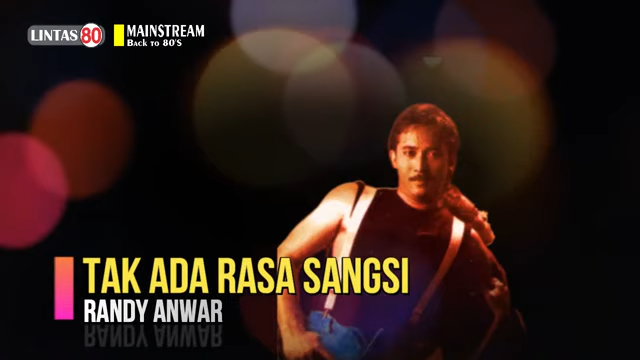 LINTAS 80
MAINSTREAM
BACK TO 80'S
TAK ADA RASA SANGSI
RANDY ANWAR